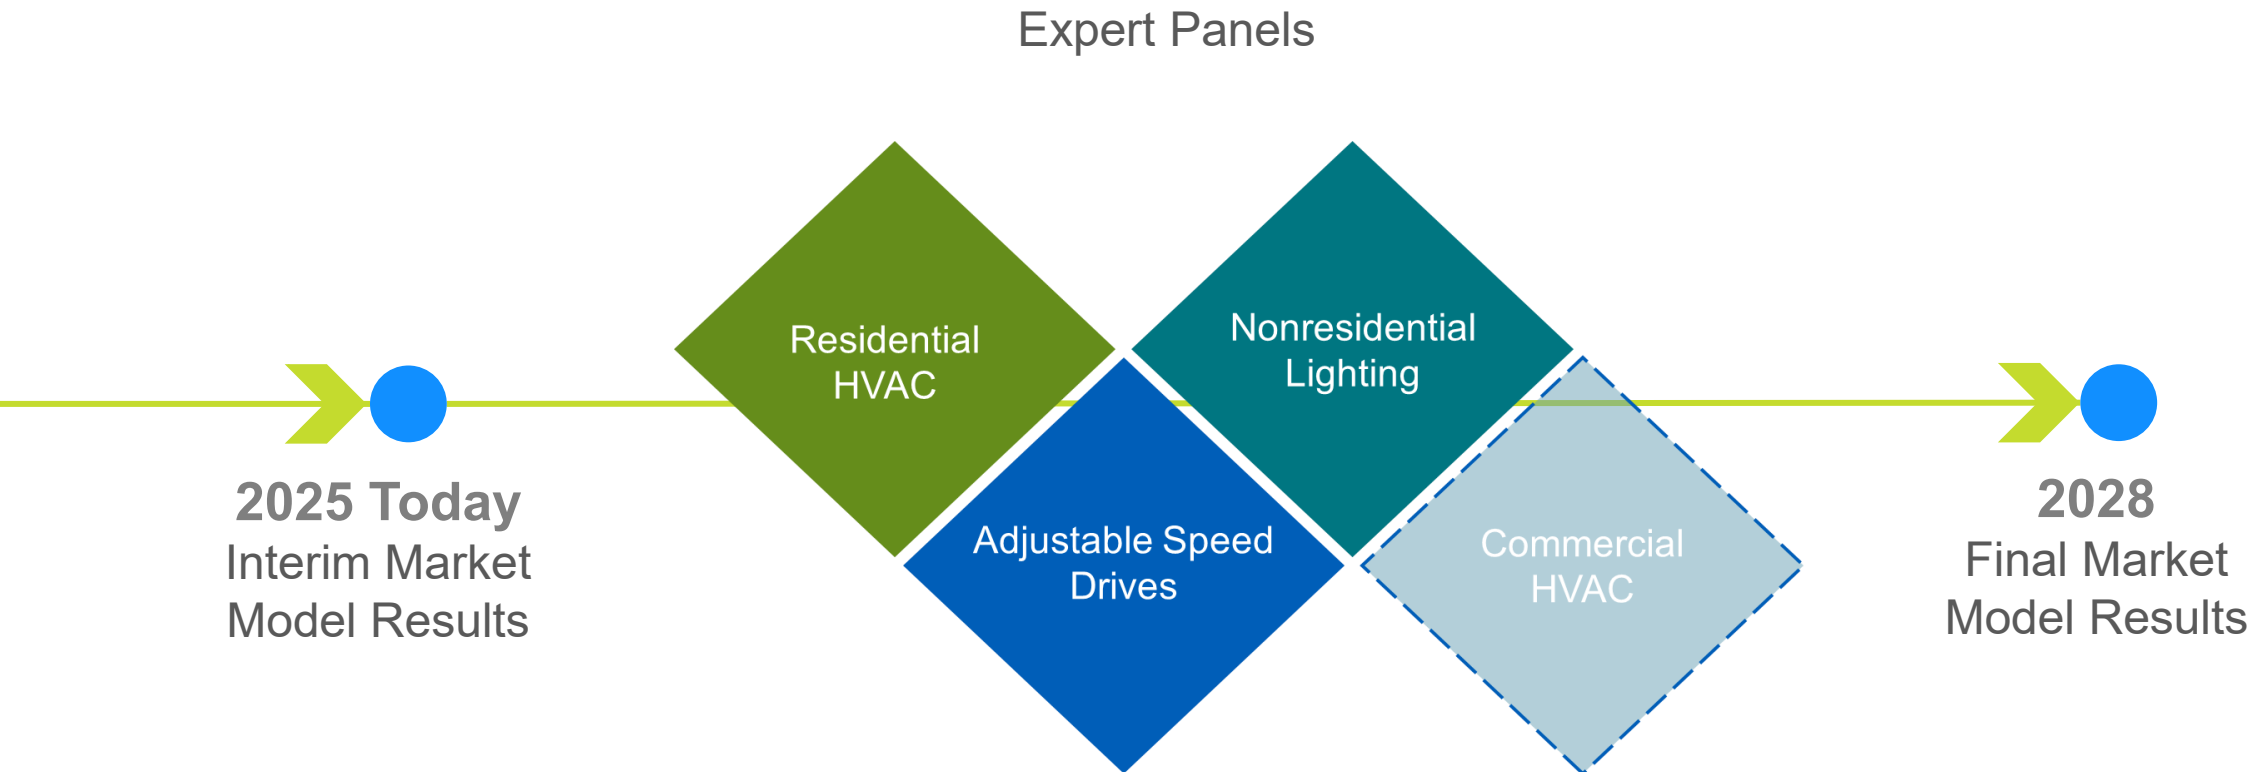 Expert Panels
Residential
HVAC
Nonresidential
Lighting
Adjustable Speed
Drives
Commercial
HVAC
2025 Today
Interim Market
Model Results
2028
Final Market
Model Results